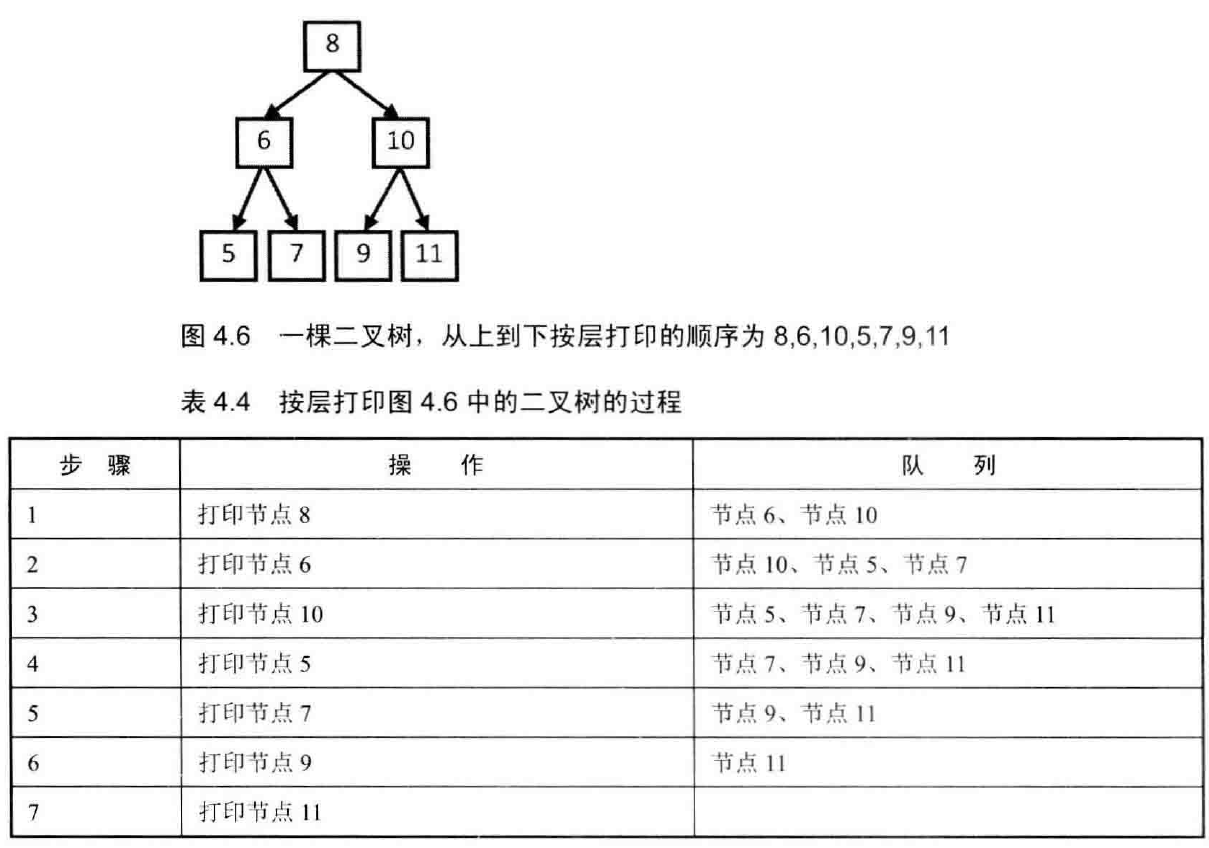 8
6 10
5 7 9 11
图 4.6 一棵二叉树，从上到下按层打印的顺序为 8,6,10,5,7,9,11
表 4.4 按层打印图 4.6 中的二叉树的过程
步 骤 操 作 队 列
1 打印节点 8 节点 6、节点 10
2 打印节点 6 节点 10、节点 5、节点 7
3 打印节点 10 节点 5、节点 7、节点 9、节点 11
4 打印节点 5 节点 7、节点 9、节点 11
5 打印节点 7 节点 9、节点 11
6 打印节点 9 节点 11
7 打印节点 11